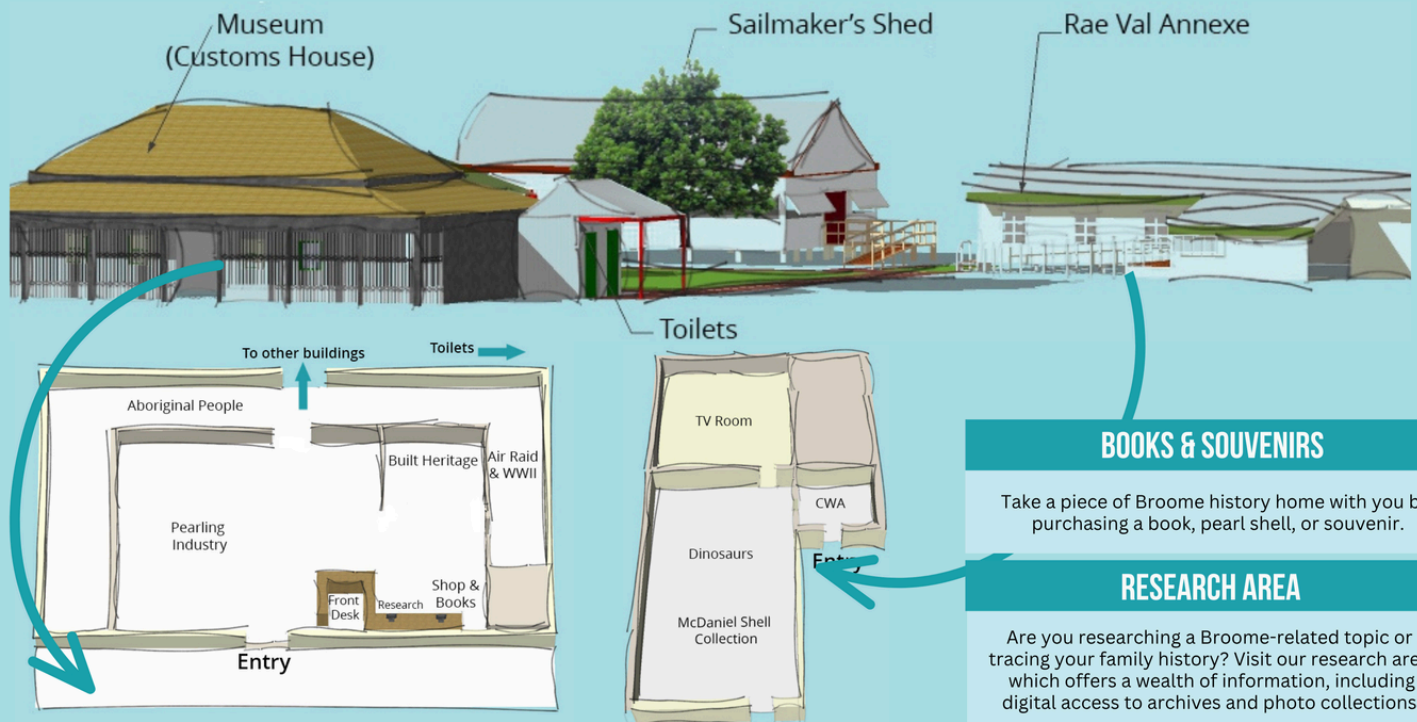 Museum
(Customs House)
Sailmaker's Shed
Rae Val Annexe
Toilets
To other buildings
Toilets
Aboriginal People
Built Heritage
Air Raid
& WWII
Pearling
Industry
Front
Desk
Research
Shop &
Books
Entry
TV Room
CWA
Dinosaurs
Entry
McDaniel Shell
Collection
BOOKS & SOUVENIRS
Take a piece of Broome history home with you b
purchasing a book, pearl shell, or souvenir.
RESEARCH AREA
Are you researching a Broome-related topic or
tracing your family history? Visit our research are
which offers a wealth of information, including
digital access to archives and photo collections